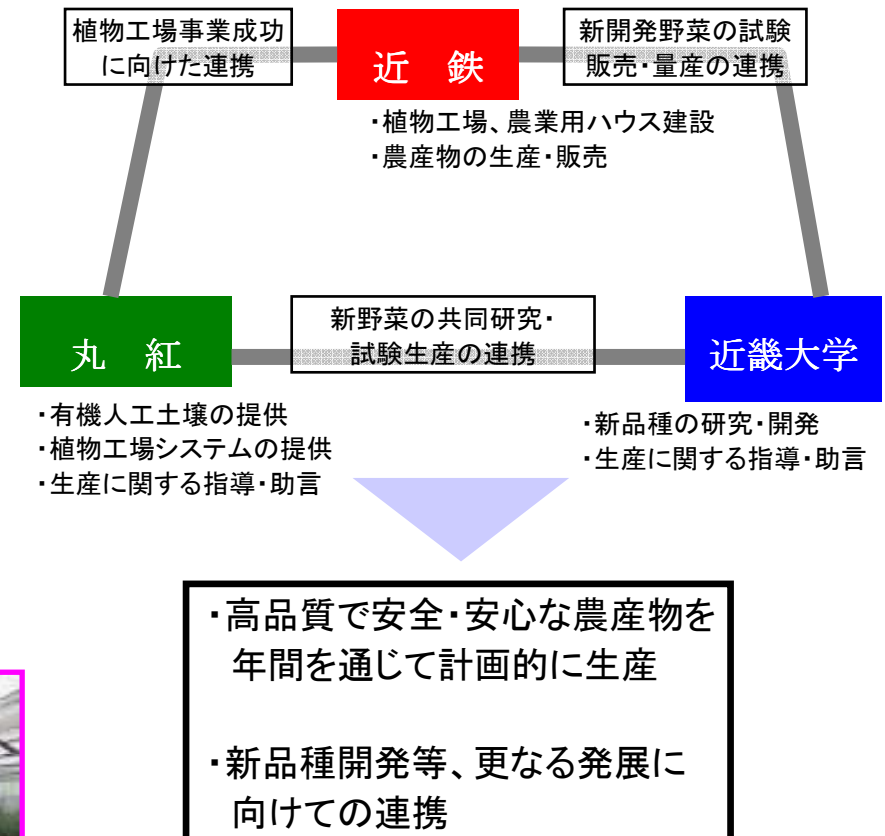 植物工場事業成功
に向けた連携
近 鉄
新開発野菜の試験
販売・量産の連携
・植物工場、農業用ハウス建設
・農産物の生産・販売
丸 紅
新野菜の共同研究・
試験生産の連携
近畿大学
・有機人工土壌の提供
・植物工場システムの提供
・生産に関する指導・助言
・新品種の研究・開発
・生産に関する指導・助言
・高品質で安全・安心な農産物を
年間を通じて計画的に生産
・新品種開発等、更なる発展に
向けての連携